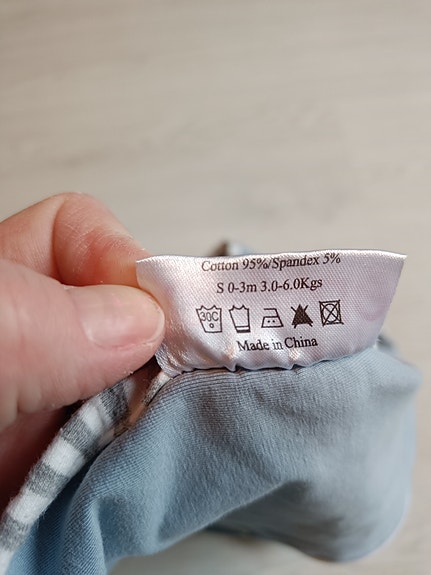 Cotton 95%/Spandex 5%
S 0-3m 3.0-6.0Kgs
30C
Made in China